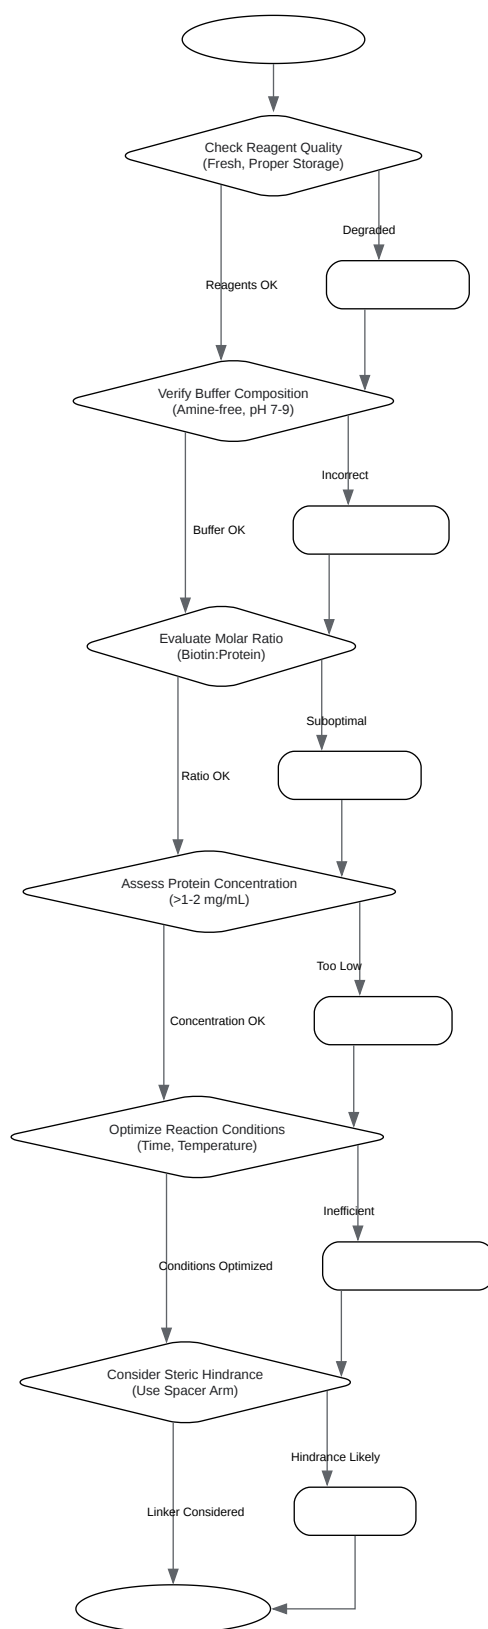 Check Reagent Quality
(Fresh, Proper Storage)
Degraded
Reagents OK
Verify Buffer Composition
(Amine-free, pH 7-9)
Incorrect
Buffer OK
Evaluate Molar Ratio
(Biotin:Protein)
Suboptimal
Ratio OK
Assess Protein Concentration
(>1-2 mg/mL)
Too Low
Concentration OK
Optimize Reaction Conditions
(Time, Temperature)
Inefficient
Conditions Optimized
Consider Steric Hindrance
(Use Spacer Arm)
Hindrance Likely
Linker Considered